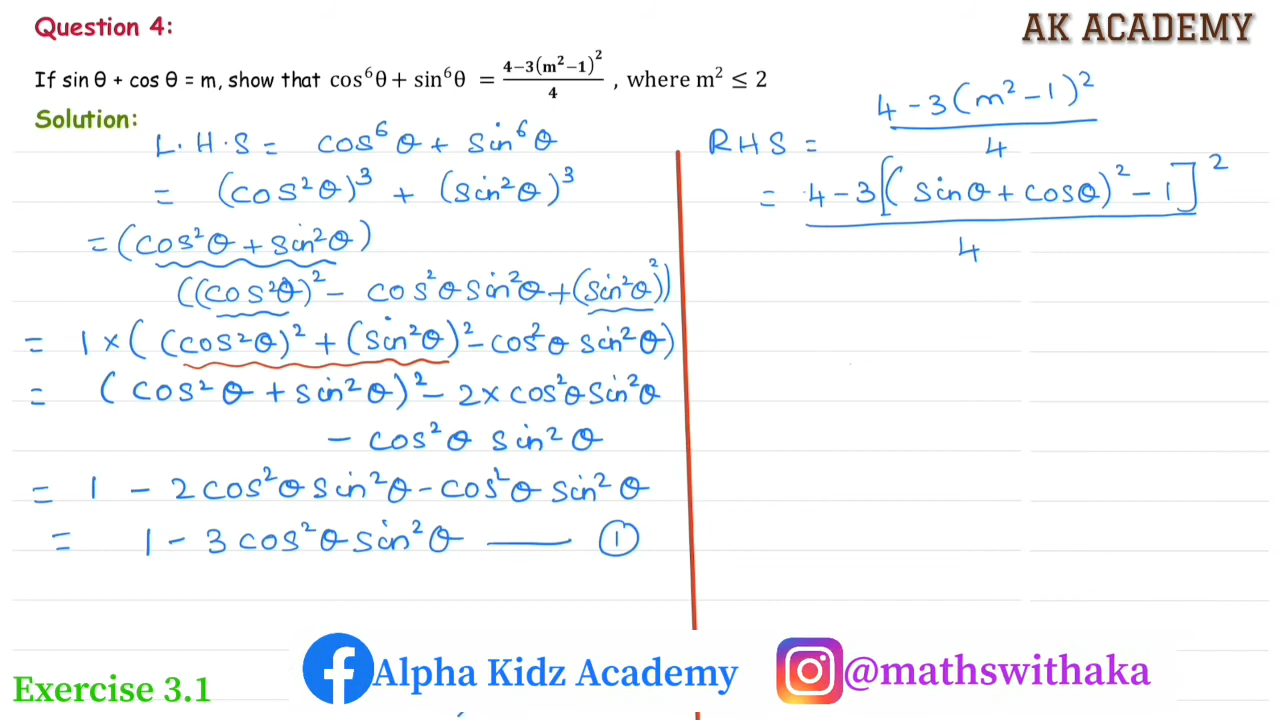 Question 4:
AK ACADEMY
If sin θ + cos θ = m, show that cos⁶θ + sin⁶θ = (4−3(m²−1)²)/4 , where m² ≤ 2
Solution:
L.H.S = cos⁶θ + sin⁶θ
= (cos²θ)³ + (sin²θ)³
= (cos²θ + sin²θ)
((cos²θ)² − cos²θ sin²θ + (sin²θ)²)
= 1 × ((cos²θ)² + (sin²θ)² − cos²θ sin²θ)
= (cos²θ + sin²θ)² − 2 × cos²θ sin²θ
− cos²θ sin²θ
= 1 − 2 cos²θ sin²θ − cos²θ sin²θ
= 1 − 3 cos²θ sin²θ —— ①
RHS = (4 − 3(m² − 1)²)/4
= (4 − 3[(sinθ + cosθ)² − 1]²)/4
Exercise 3.1
Alpha Kidz Academy
@mathswithaka